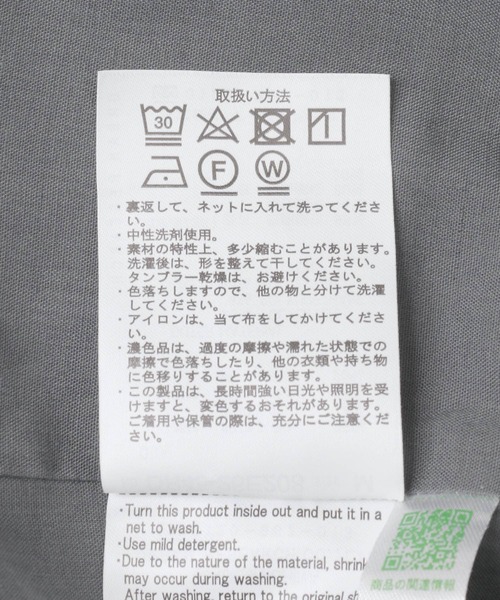 取扱い方法
30
F W
・裏返して、ネットに入れて洗ってくださ
い。
・中性洗剤使用。
・素材の特性上、多少縮むことがあります。
洗濯後は、形を整えて干してください。
タンブラー乾燥は、お避けください。
・色落ちしますので、他の物と分けて洗濯
してください。
・アイロンは、当て布をしてかけてくださ
い。
・濃色品は、過度の摩擦や濡れた状態での
摩擦で色落ちしたり、他の衣類や持ち物
に色移りすることがあります。
・この製品は、長時間強い日光や照明を受
けますと、変色するおそれがあります。
ご着用や保管の際は、充分にご注意くだ
さい。
・Turn this product inside out and put it in a
net to wash.
・Use mild detergent.
・Due to the nature of the material, shrink
may occur during washing.
After washing, return to the original sh
商品の関連情報